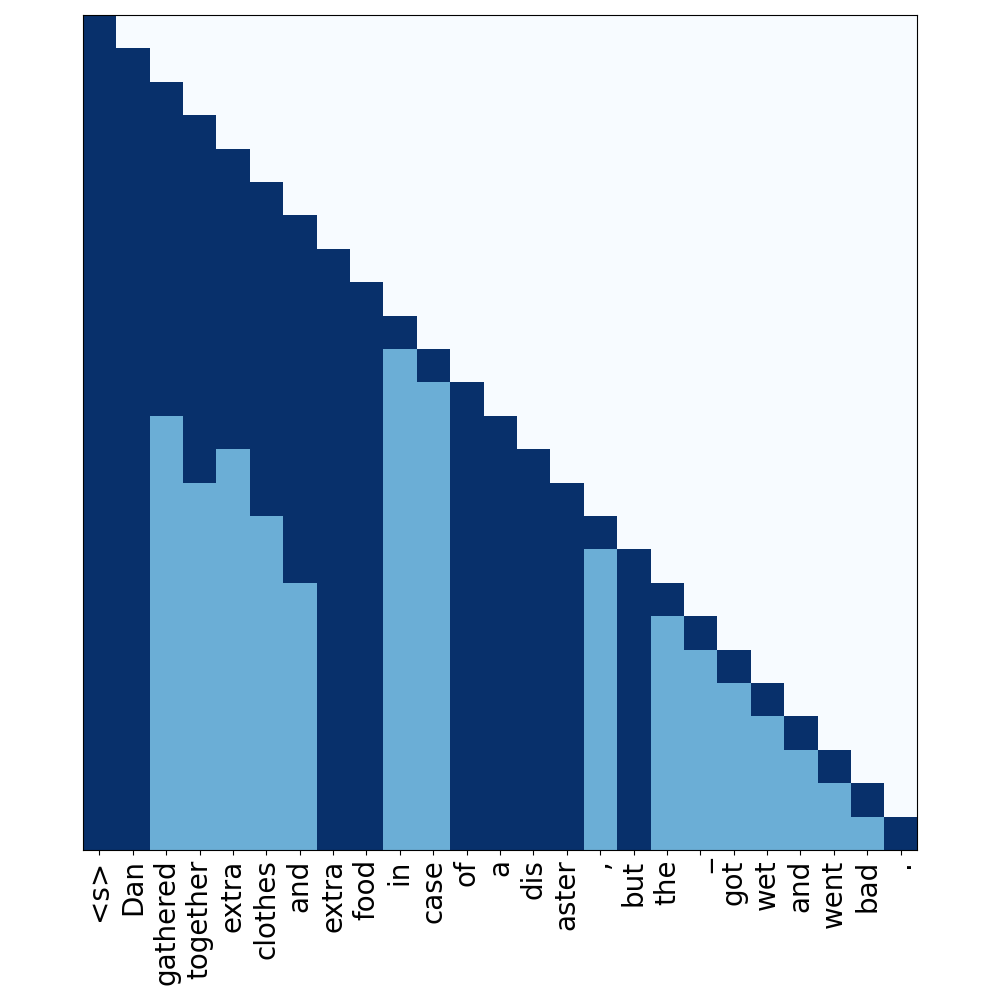 <s> Dan gathered together extra clothes and extra food in case of a dis aster , but the _ got wet and went bad .